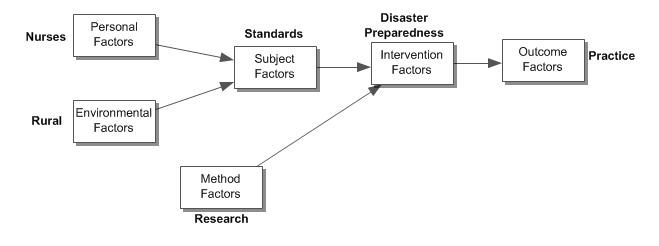 Nurses
Personal
Factors
Rural
Environmental
Factors
Standards
Subject
Factors
Method
Factors
Research
Disaster
Preparedness
Intervention
Factors
Outcome
Factors
Practice